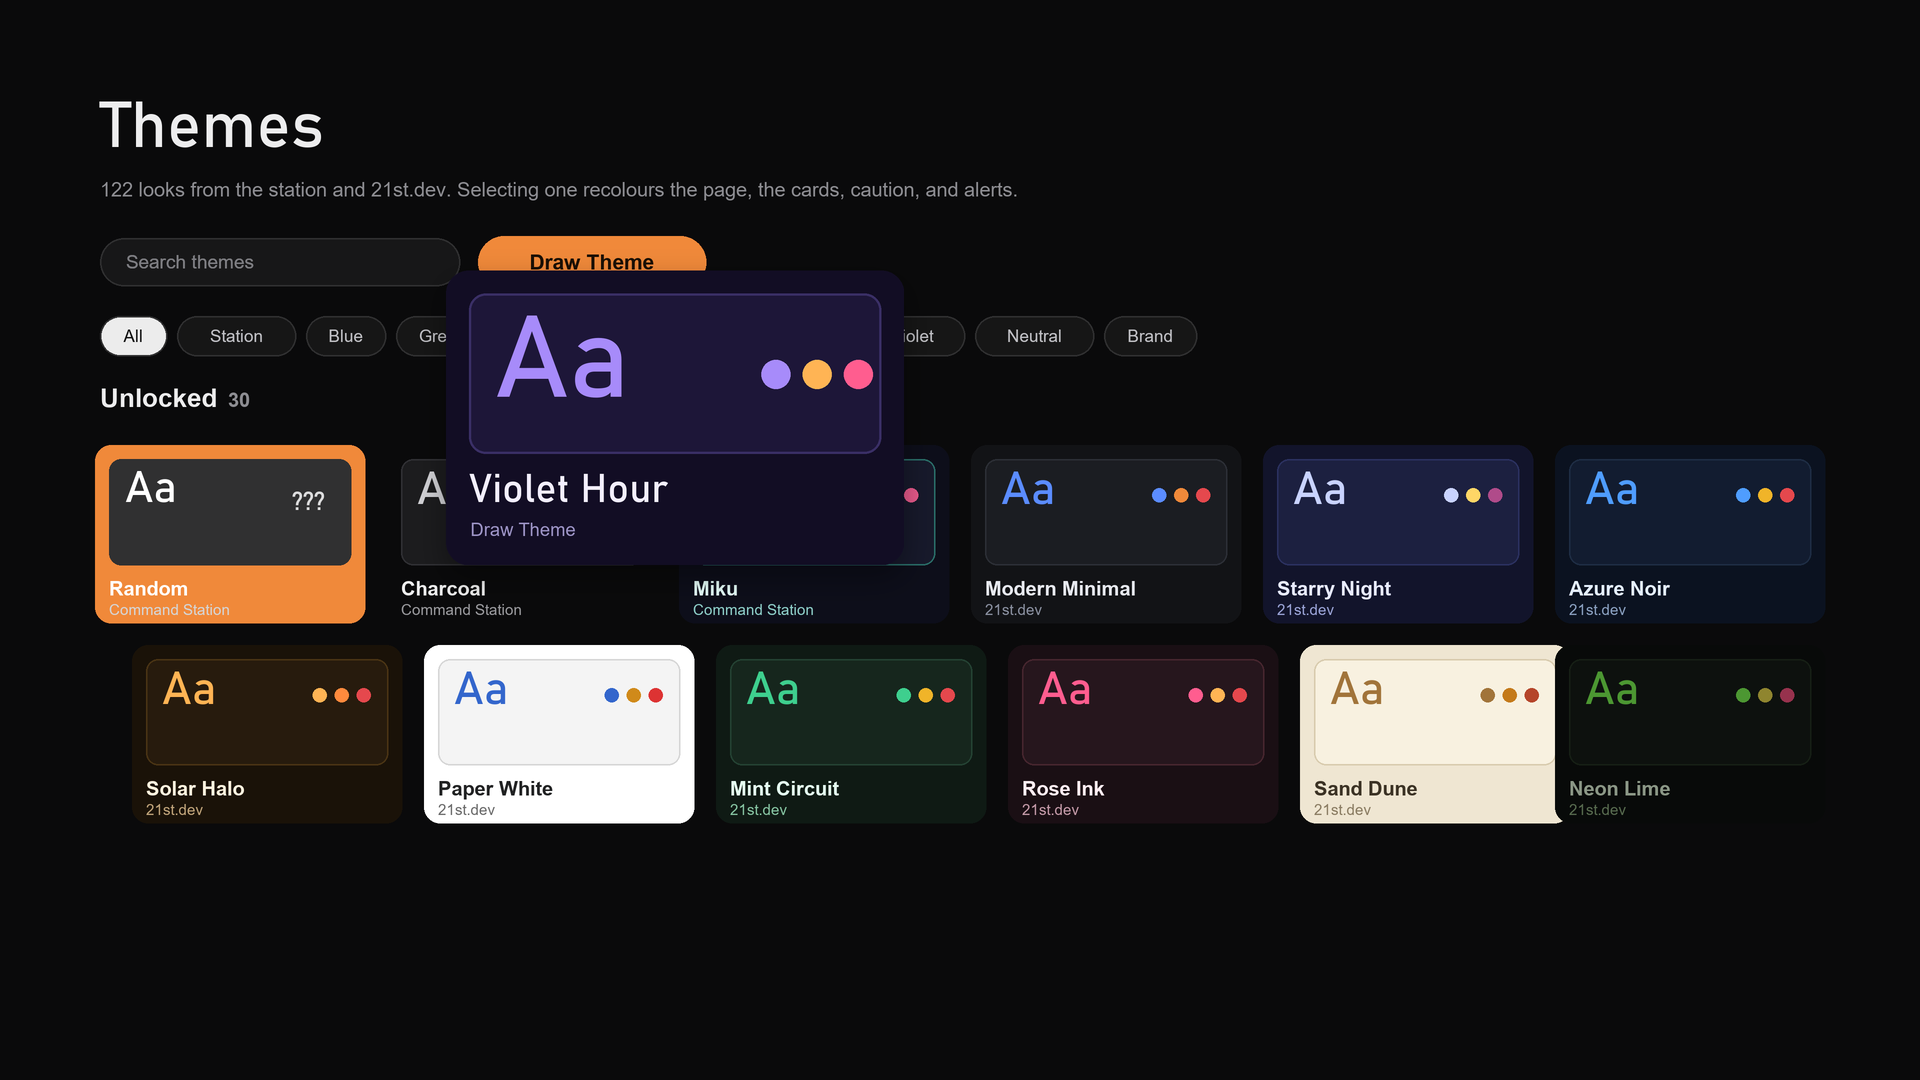 Themes
122 looks from the station and 21st.dev. Selecting one recolours the page, the cards, caution, and alerts.
Search themes
Draw Theme
All
Station
Blue
Gre
iolet
Neutral
Brand
Unlocked 30
Aa
Violet Hour
Draw Theme
Aa
???
Random
Command Station
A
Charcoal
Command Station
Miku
Command Station
Aa
Modern Minimal
21st.dev
Aa
Starry Night
21st.dev
Aa
Azure Noir
21st.dev
Aa
Solar Halo
21st.dev
Aa
Paper White
21st.dev
Aa
Mint Circuit
21st.dev
Aa
Rose Ink
21st.dev
Aa
Sand Dune
21st.dev
Aa
Neon Lime
21st.dev